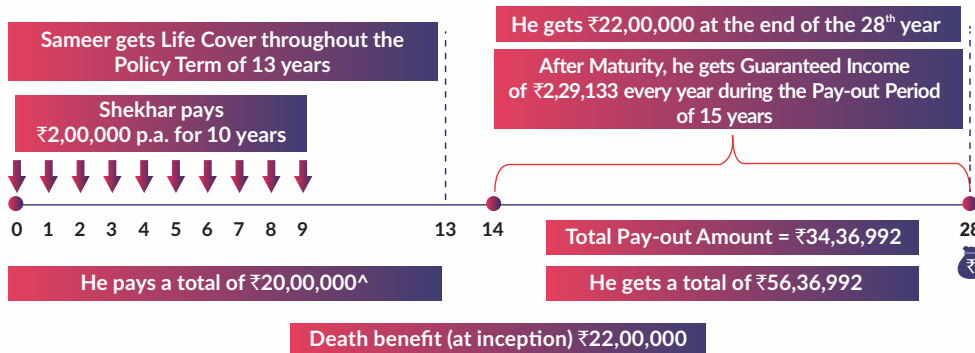 Sameer gets Life Cover throughout the
Policy Term of 13 years
Shekhar pays
₹2,00,000 p.a. for 10 years
He gets ₹22,00,000 at the end of the 28th year
After Maturity, he gets Guaranteed Income
of ₹2,29,133 every year during the Pay-out Period
of 15 years
0 1 2 3 4 5 6 7 8 9 13 14 28
₹
Total Pay-out Amount = ₹34,36,992
He pays a total of ₹20,00,000^
He gets a total of ₹56,36,992
Death benefit (at inception) ₹22,00,000